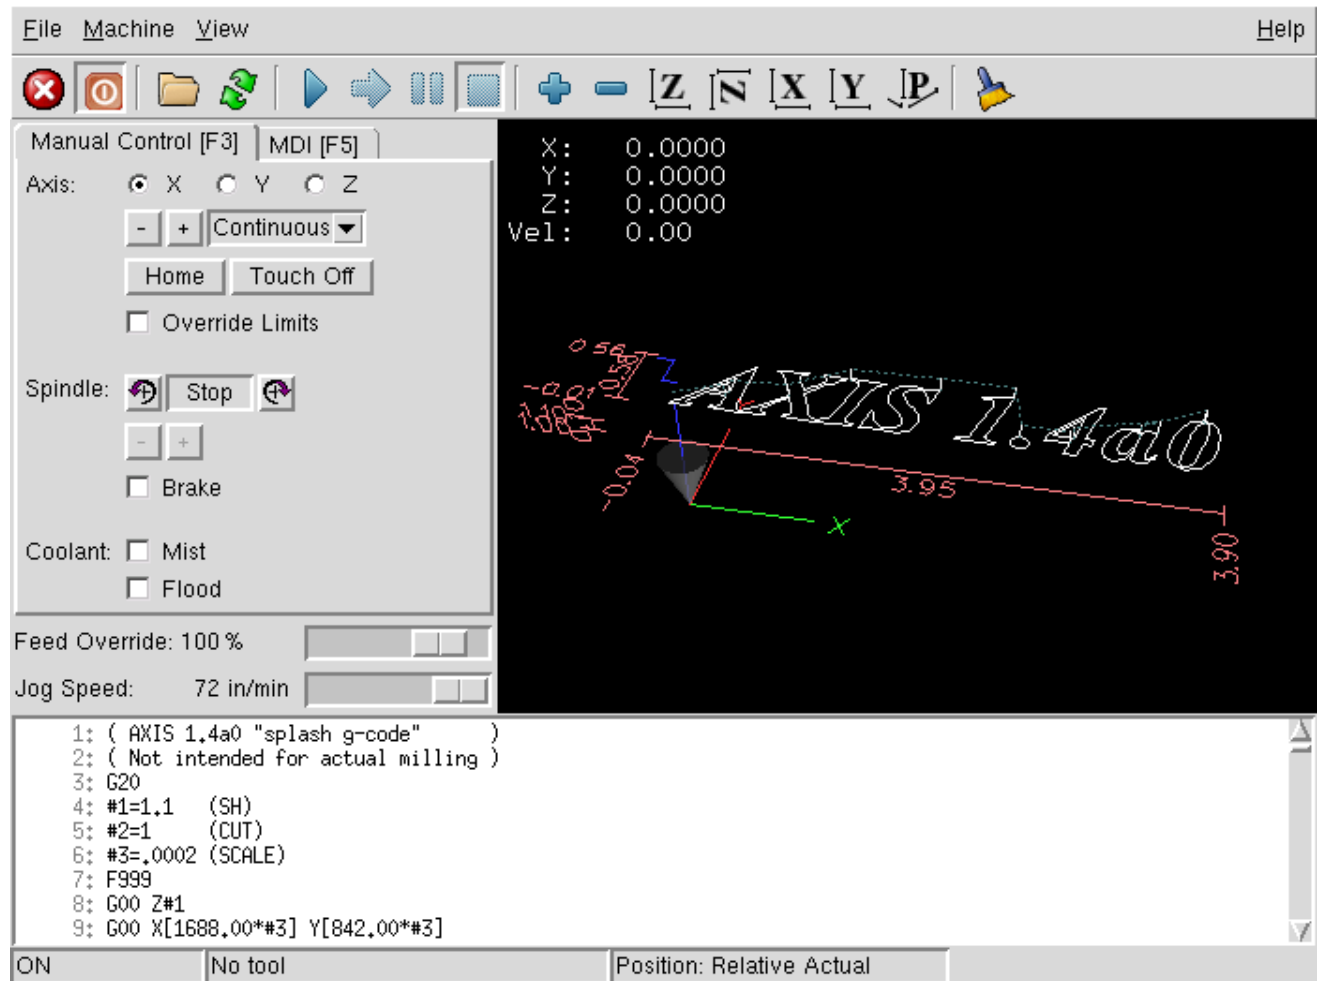 File Machine View Help
Z N X Y P
Manual Control [F3] MDI [F5]
Axis: X Y Z
- + Continuous
Home Touch Off
Override Limits
Spindle: Stop
- +
Brake
Coolant: Mist
Flood
Feed Override: 100 %
Jog Speed: 72 in/min
X: 0.0000
Y: 0.0000
Z: 0.0000
Vel: 0.00
0.56
Z
AXIS 1.4a0
-0.01
-0.04
3.95
X
3.90
1: ( AXIS 1.4a0 "splash g-code" )
2: ( Not intended for actual milling )
3: G20
4: #1=1.1 (SH)
5: #2=1 (CUT)
6: #3=.0002 (SCALE)
7: F999
8: G00 Z#1
9: G00 X[1688.00*#3] Y[842.00*#3]
ON No tool Position: Relative Actual